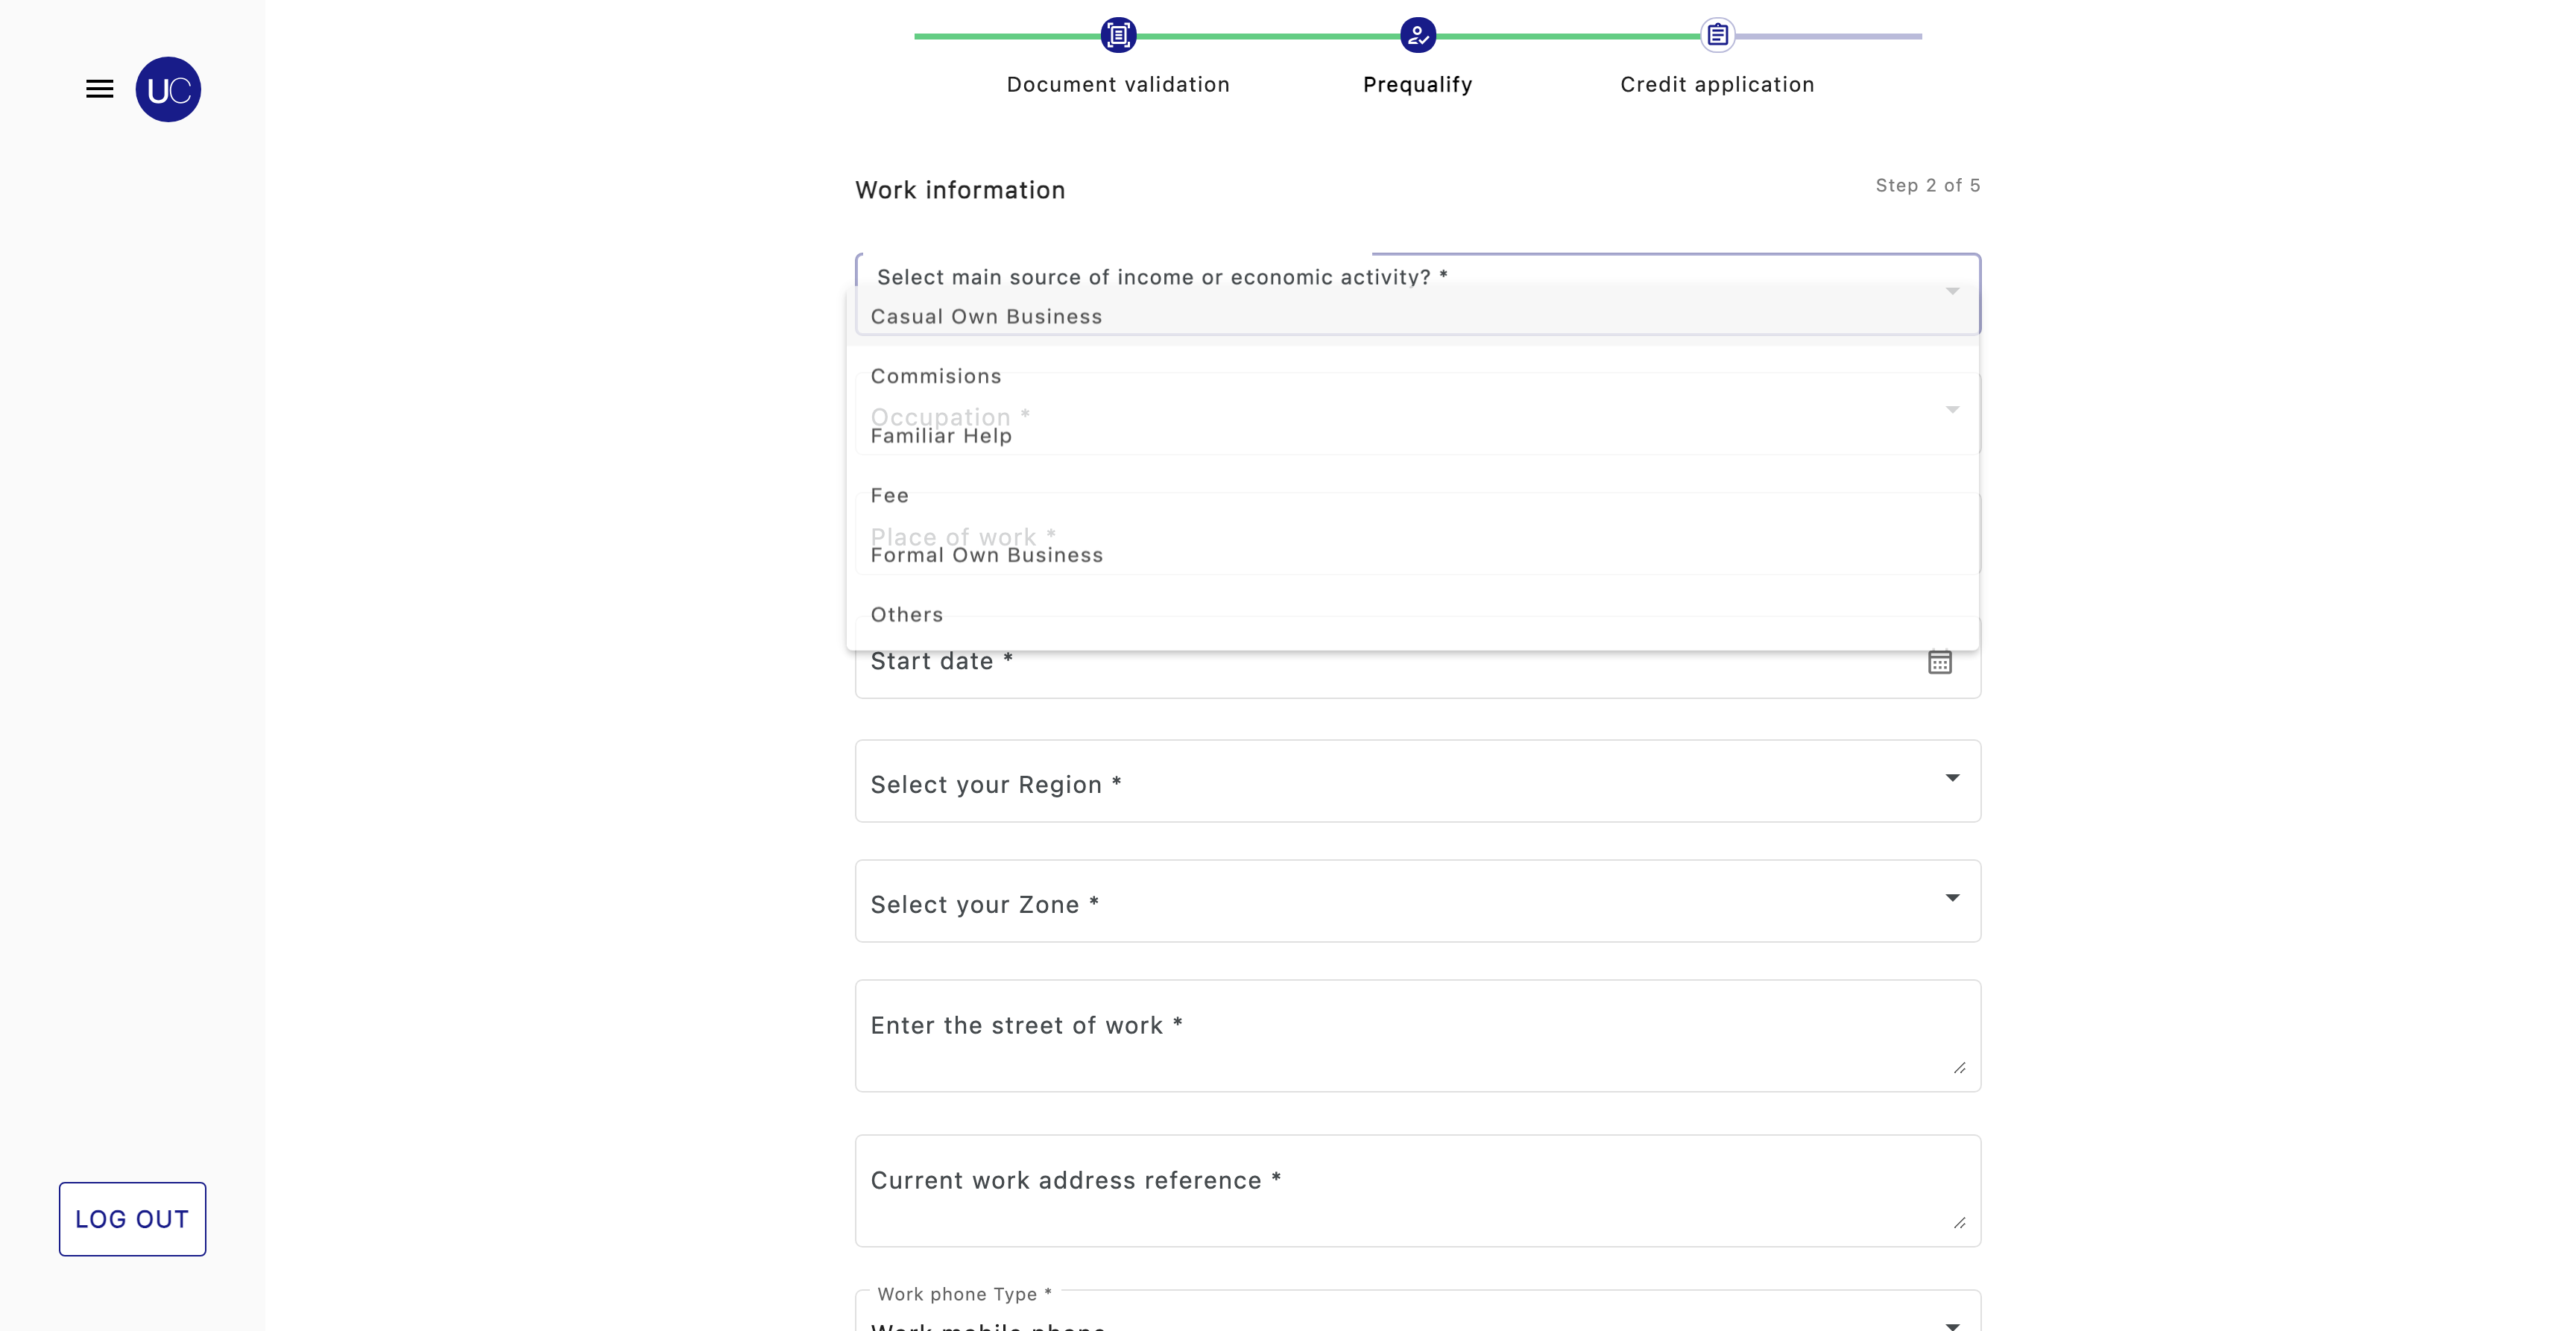 UC
Document validation
Prequalify
Credit application
Work information
Step 2 of 5
Select main source of income or economic activity? *
Casual Own Business
Commisions
Occupation *
Familiar Help
Fee
Place of work *
Formal Own Business
Others
Start date *
Select your Region *
Select your Zone *
Enter the street of work *
Current work address reference *
LOG OUT
Work phone Type *
Work mobile phone